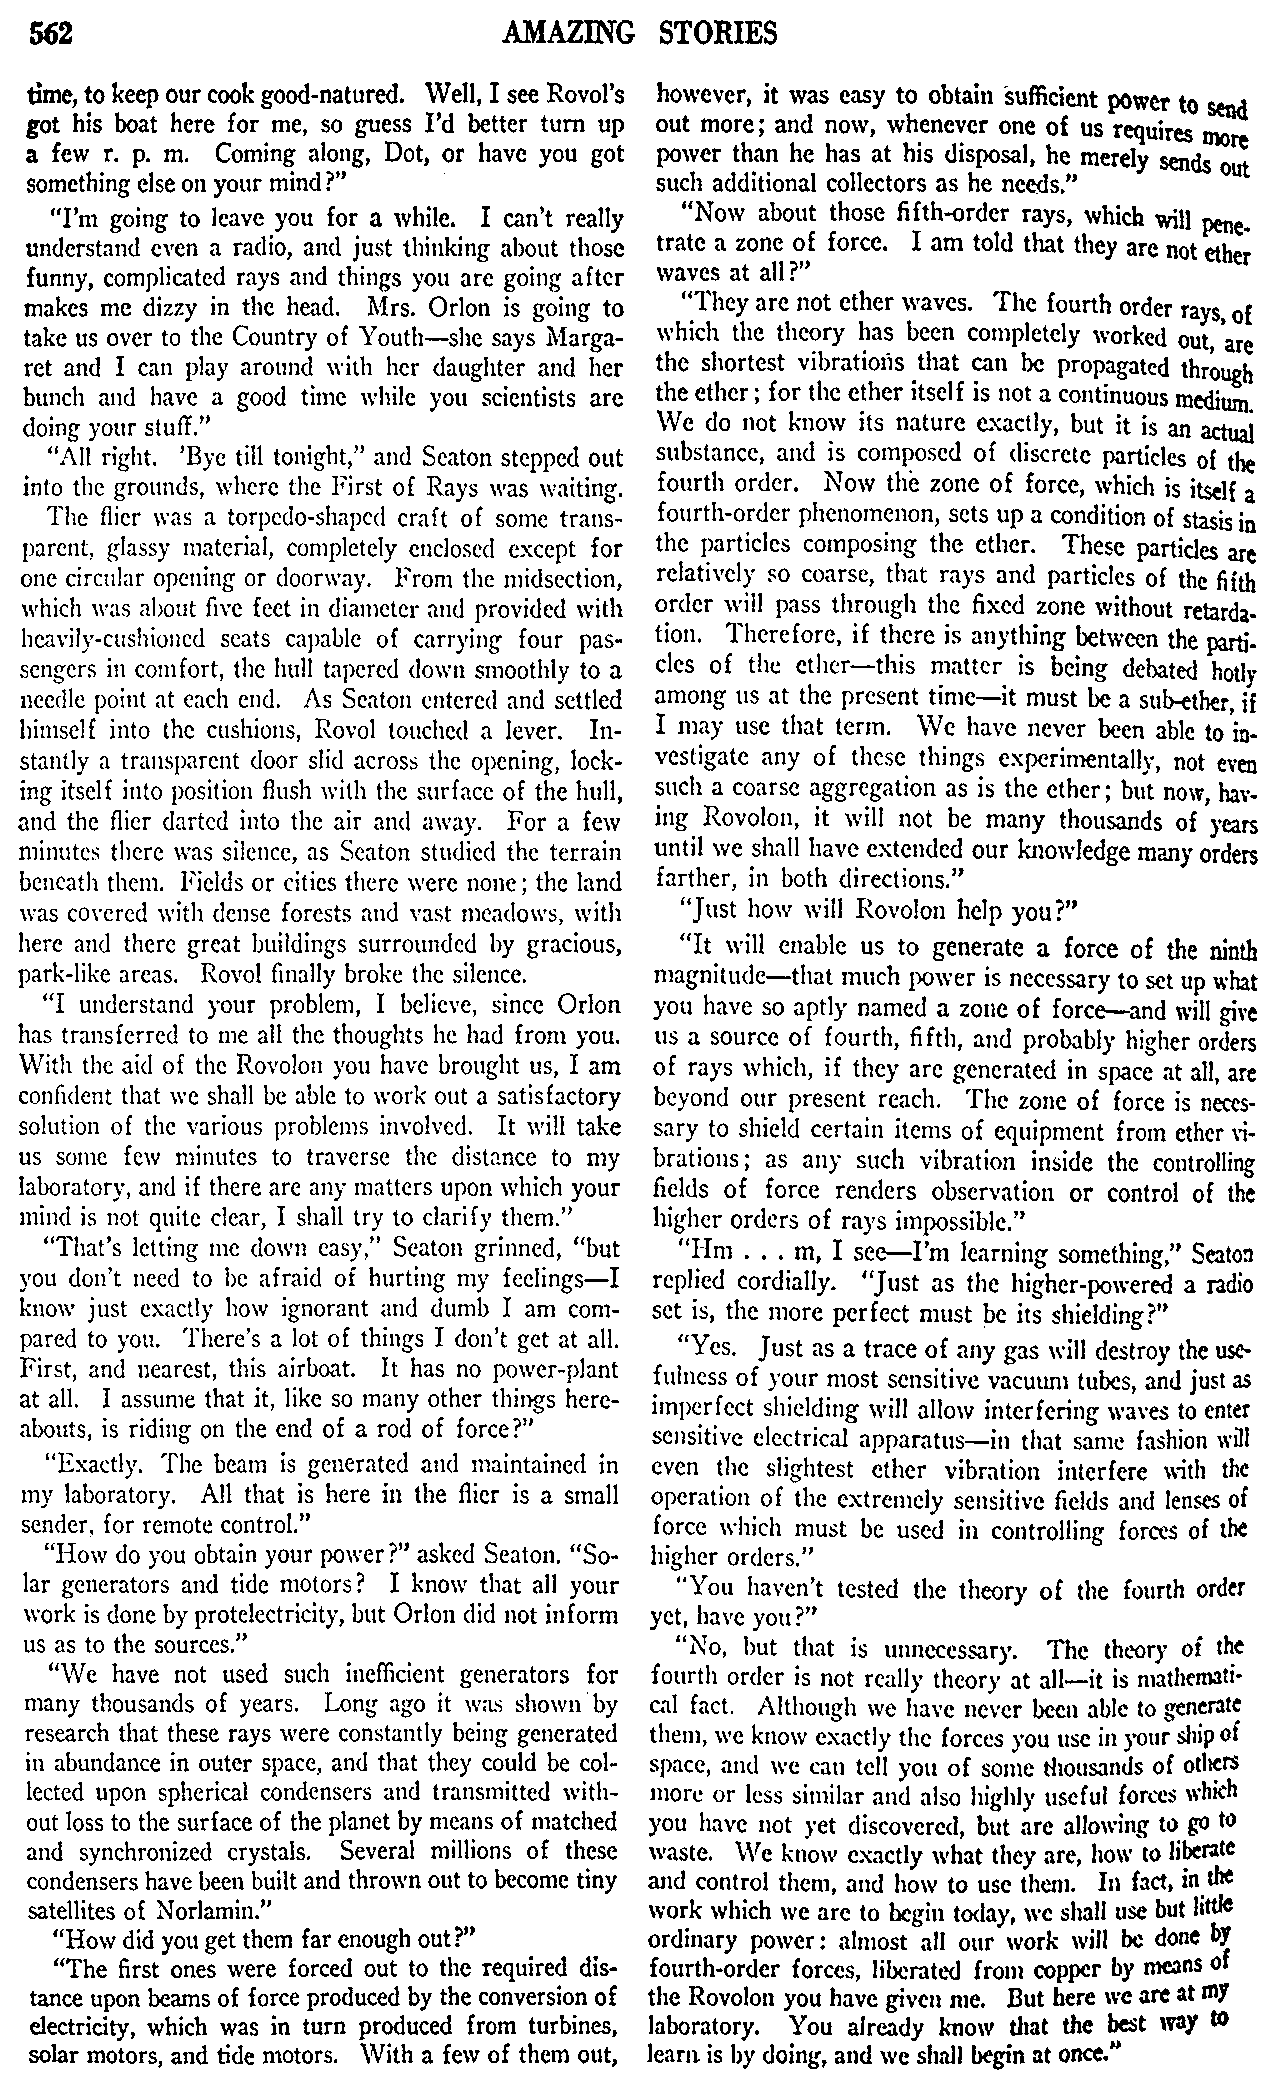 562
AMAZING STORIES
time, to keep our cook good-natured. Well, I see Rovol's
got his boat here for me, so guess I'd better turn up
a few r. p. m. Coming along, Dot, or have you got
something else on your mind?"
"I'm going to leave you for a while. I can't really
understand even a radio, and just thinking about those
funny, complicated rays and things you are going after
makes me dizzy in the head. Mrs. Orlon is going to
take us over to the Country of Youth—she says Marga-
ret and I can play around with her daughter and her
bunch and have a good time while you scientists are
doing your stuff."
"All right. 'Bye till tonight," and Seaton stepped out
into the grounds, where the First of Rays was waiting.
The flier was a torpedo-shaped craft of some trans-
parent, glassy material, completely enclosed except for
one circular opening or doorway. From the midsection,
which was about five feet in diameter and provided with
heavily-cushioned seats capable of carrying four pas-
sengers in comfort, the hull tapered down smoothly to a
needle point at each end. As Seaton entered and settled
himself into the cushions, Rovol touched a lever. In-
stantly a transparent door slid across the opening, lock-
ing itself into position flush with the surface of the hull,
and the flier darted into the air and away. For a few
minutes there was silence, as Seaton studied the terrain
beneath them. Fields or cities there were none; the land
was covered with dense forests and vast meadows, with
here and there great buildings surrounded by gracious,
park-like areas. Rovol finally broke the silence.
"I understand your problem, I believe, since Orlon
has transferred to me all the thoughts he had from you.
With the aid of the Rovolon you have brought us, I am
confident that we shall be able to work out a satisfactory
solution of the various problems involved. It will take
us some few minutes to traverse the distance to my
laboratory, and if there are any matters upon which your
mind is not quite clear, I shall try to clarify them."
"That's letting me down easy," Seaton grinned, "but
you don't need to be afraid of hurting my feelings—I
know just exactly how ignorant and dumb I am com-
pared to you. There's a lot of things I don't get at all.
First, and nearest, this airboat. It has no power-plant
at all. I assume that it, like so many other things here-
abouts, is riding on the end of a rod of force?"
"Exactly. The beam is generated and maintained in
my laboratory. All that is here in the flier is a small
sender, for remote control."
"How do you obtain your power?" asked Seaton. "So-
lar generators and tide motors? I know that all your
work is done by protelectricity, but Orlon did not inform
us as to the sources."
"We have not used such inefficient generators for
many thousands of years. Long ago it was shown by
research that these rays were constantly being generated
in abundance in outer space, and that they could be col-
lected upon spherical condensers and transmitted with-
out loss to the surface of the planet by means of matched
and synchronized crystals. Several millions of these
condensers have been built and thrown out to become tiny
satellites of Norlamin."
"How did you get them far enough out?"
"The first ones were forced out to the required dis-
tance upon beams of force produced by the conversion of
electricity, which was in turn produced from turbines,
solar motors, and tide motors. With a few of them out,
however, it was easy to obtain sufficient power to send
out more; and now, whenever one of us requires more
power than he has at his disposal, he merely sends out
such additional collectors as he needs."
"Now about those fifth-order rays, which will pene-
trate a zone of force. I am told that they are not ether
waves at all?"
"They are not ether waves. The fourth order rays, of
which the theory has been completely worked out, are
the shortest vibrations that can be propagated through
the ether; for the ether itself is not a continuous medium.
We do not know its nature exactly, but it is an actual
substance, and is composed of discrete particles of the
fourth order. Now the zone of force, which is itself a
fourth-order phenomenon, sets up a condition of stasis in
the particles composing the ether. These particles are
relatively so coarse, that rays and particles of the fifth
order will pass through the fixed zone without retarda-
tion. Therefore, if there is anything between the parti-
cles of the ether—this matter is being debated hotly
among us at the present time—it must be a sub-ether, if
I may use that term. We have never been able to in-
vestigate any of these things experimentally, not even
such a coarse aggregation as is the ether; but now, hav-
ing Rovolon, it will not be many thousands of years
until we shall have extended our knowledge many orders
farther, in both directions."
"Just how will Rovolon help you?"
"It will enable us to generate a force of the ninth
magnitude—that much power is necessary to set up what
you have so aptly named a zone of force—and will give
us a source of fourth, fifth, and probably higher orders
of rays which, if they are generated in space at all, are
beyond our present reach. The zone of force is neces-
sary to shield certain items of equipment from ether vi-
brations; as any such vibration inside the controlling
fields of force renders observation or control of the
higher orders of rays impossible."
"Hm . . . m, I see—I'm learning something," Seaton
replied cordially. "Just as the higher-powered a radio
set is, the more perfect must be its shielding?"
"Yes. Just as a trace of any gas will destroy the use-
fulness of your most sensitive vacuum tubes, and just as
imperfect shielding will allow interfering waves to enter
sensitive electrical apparatus—in that same fashion will
even the slightest ether vibration interfere with the
operation of the extremely sensitive fields and lenses of
force which must be used in controlling forces of the
higher orders."
"You haven't tested the theory of the fourth order
yet, have you?"
"No, but that is unnecessary. The theory of the
fourth order is not really theory at all—it is mathemati-
cal fact. Although we have never been able to generate
them, we know exactly the forces you use in your ship of
space, and we can tell you of some thousands of others
more or less similar and also highly useful forces which
you have not yet discovered, but are allowing to go to
waste. We know exactly what they are, how to liberate
and control them, and how to use them. In fact, in the
work which we are to begin today, we shall use but little
ordinary power: almost all our work will be done by
fourth-order forces, liberated from copper by means of
the Rovolon you have given me. But here we are at my
laboratory. You already know that the best way to
learn is by doing, and we shall begin at once."